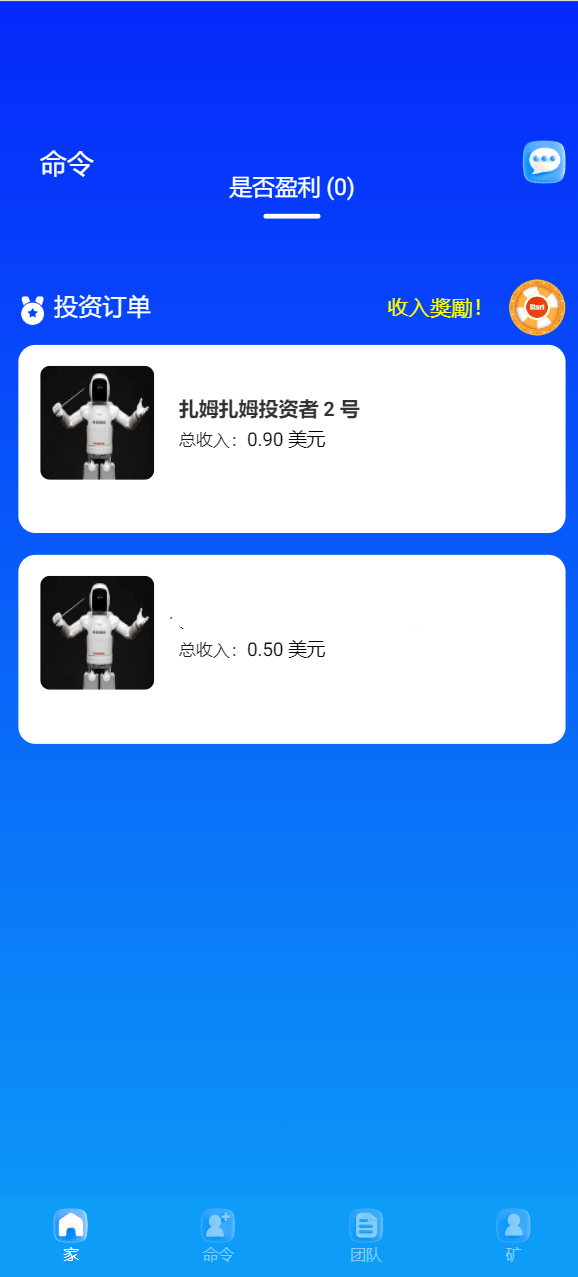 命令
是否盈利 (0)
投资订单
收入獎勵！
Start
扎姆扎姆投资者 2 号
总收入：0.90 美元
总收入：0.50 美元
家
命令
团队
矿